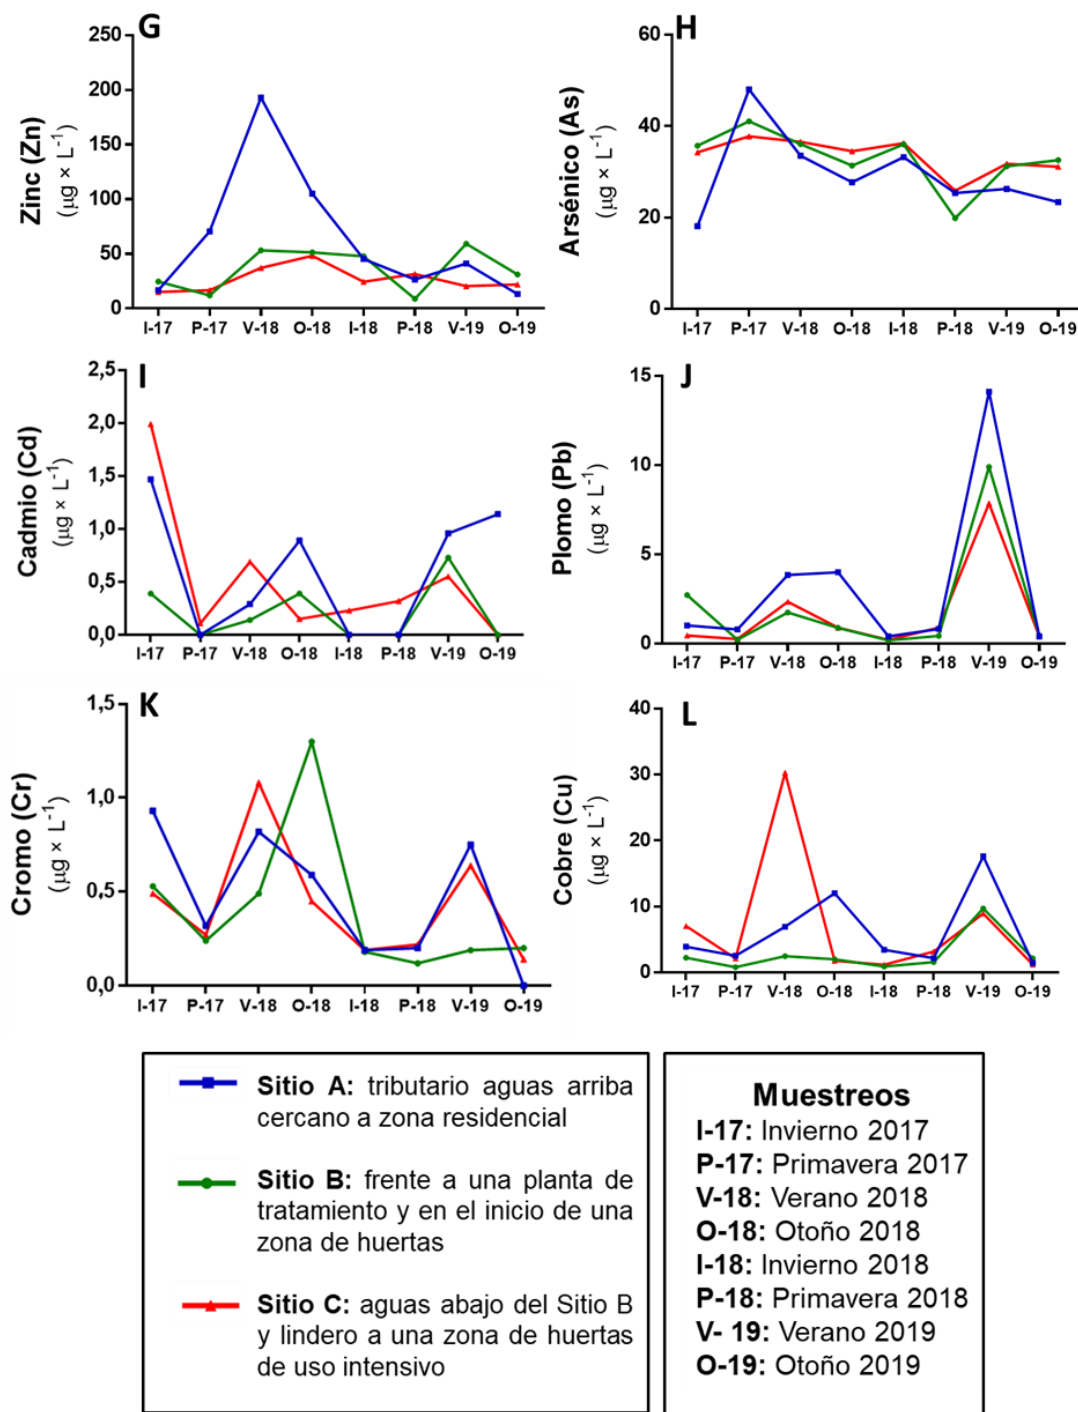 G
Zinc (Zn)
(µg × L⁻¹)
250
200
150
100
50
0
I-17 P-17 V-18 O-18 I-18 P-18 V-19 O-19
H
Arsénico (As)
(µg × L⁻¹)
60
40
20
0
I-17 P-17 V-18 O-18 I-18 P-18 V-19 O-19
I
Cadmio (Cd)
(µg × L⁻¹)
2,5
2,0
1,5
1,0
0,5
0,0
I-17 P-17 V-18 O-18 I-18 P-18 V-19 O-19
J
Plomo (Pb)
(µg × L⁻¹)
15
10
5
0
I-17 P-17 V-18 O-18 I-18 P-18 V-19 O-19
K
Cromo (Cr)
(µg × L⁻¹)
1,5
1,0
0,5
0,0
I-17 P-17 V-18 O-18 I-18 P-18 V-19 O-19
L
Cobre (Cu)
(µg × L⁻¹)
40
30
20
10
0
I-17 P-17 V-18 O-18 I-18 P-18 V-19 O-19
Sitio A: tributario aguas arriba
cercano a zona residencial
Sitio B: frente a una planta de
tratamiento y en el inicio de una
zona de huertas
Sitio C: aguas abajo del Sitio B
y lindero a una zona de huertas
de uso intensivo
Muestreos
I-17: Invierno 2017
P-17: Primavera 2017
V-18: Verano 2018
O-18: Otoño 2018
I-18: Invierno 2018
P-18: Primavera 2018
V- 19: Verano 2019
O-19: Otoño 2019